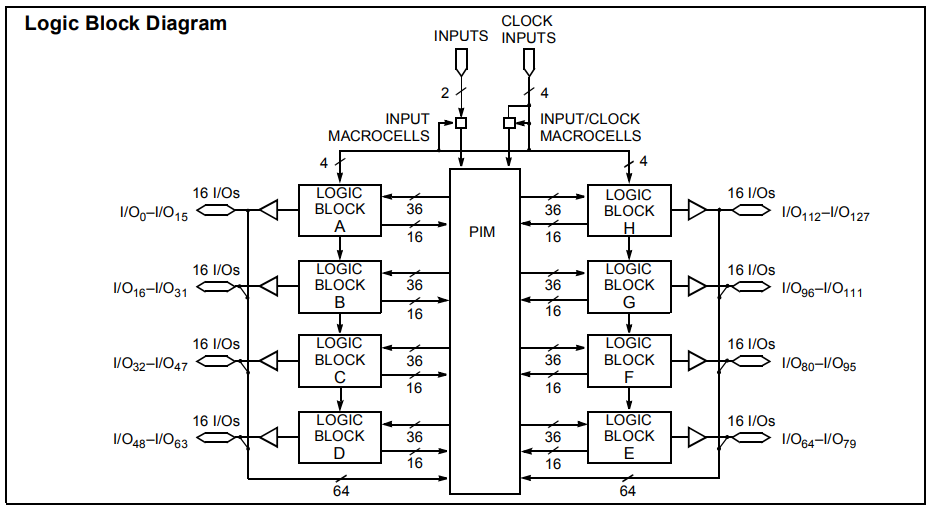 Logic Block Diagram
INPUTS
CLOCK
INPUTS
2
4
INPUT
MACROCELLS
INPUT/CLOCK
MACROCELLS
4
4
16 I/Os
I/O0–I/O15
LOGIC
BLOCK
A
36
16
PIM
36
16
LOGIC
BLOCK
H
16 I/Os
I/O112–I/O127
16 I/Os
I/O16–I/O31
LOGIC
BLOCK
B
36
16
36
16
LOGIC
BLOCK
G
16 I/Os
I/O96–I/O111
16 I/Os
I/O32–I/O47
LOGIC
BLOCK
C
36
16
36
16
LOGIC
BLOCK
F
16 I/Os
I/O80–I/O95
16 I/Os
I/O48–I/O63
LOGIC
BLOCK
D
36
16
36
16
LOGIC
BLOCK
E
16 I/Os
I/O64–I/O79
64
64